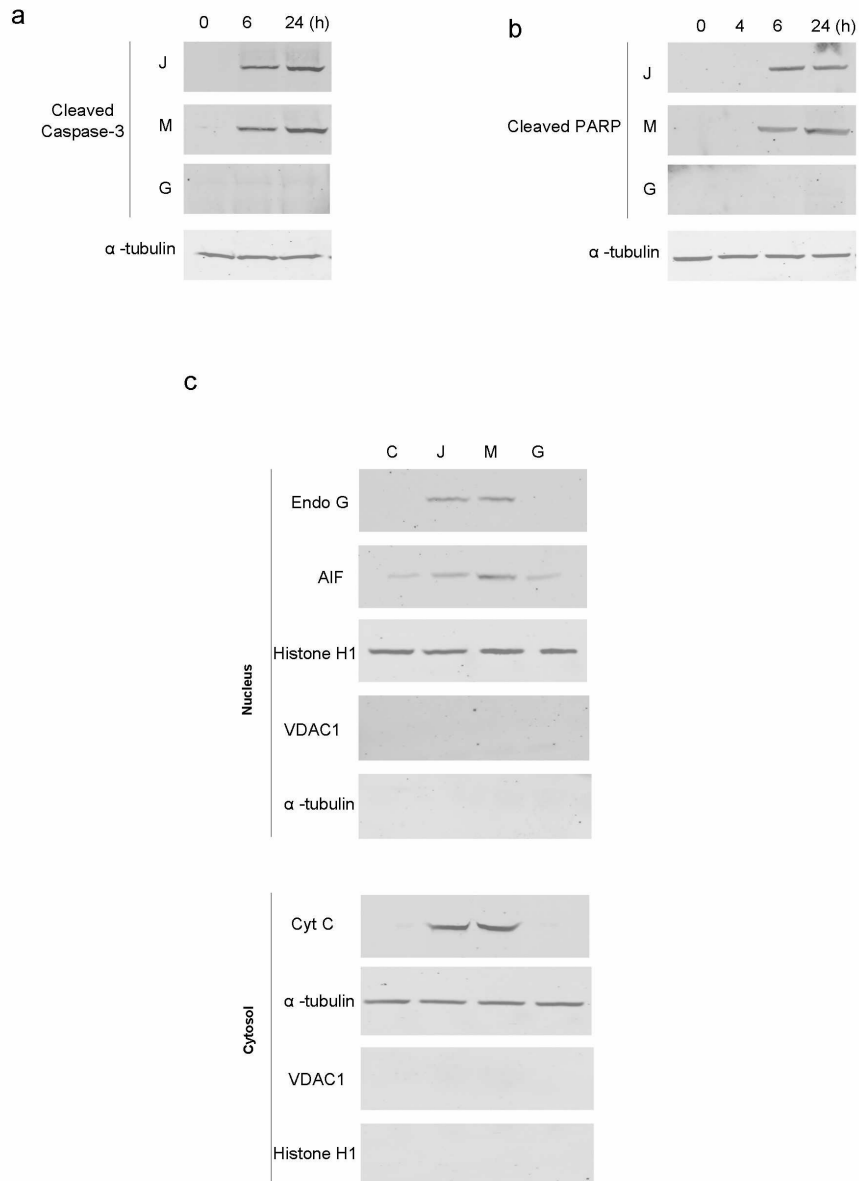 a
0 6 24 (h)
J
Cleaved
Caspase-3
M
G
α -tubulin
b
0 4 6 24 (h)
J
Cleaved PARP
M
G
α -tubulin
c
C J M G
Nucleus
Endo G
AIF
Histone H1
VDAC1
α -tubulin
Cytosol
Cyt C
α -tubulin
VDAC1
Histone H1